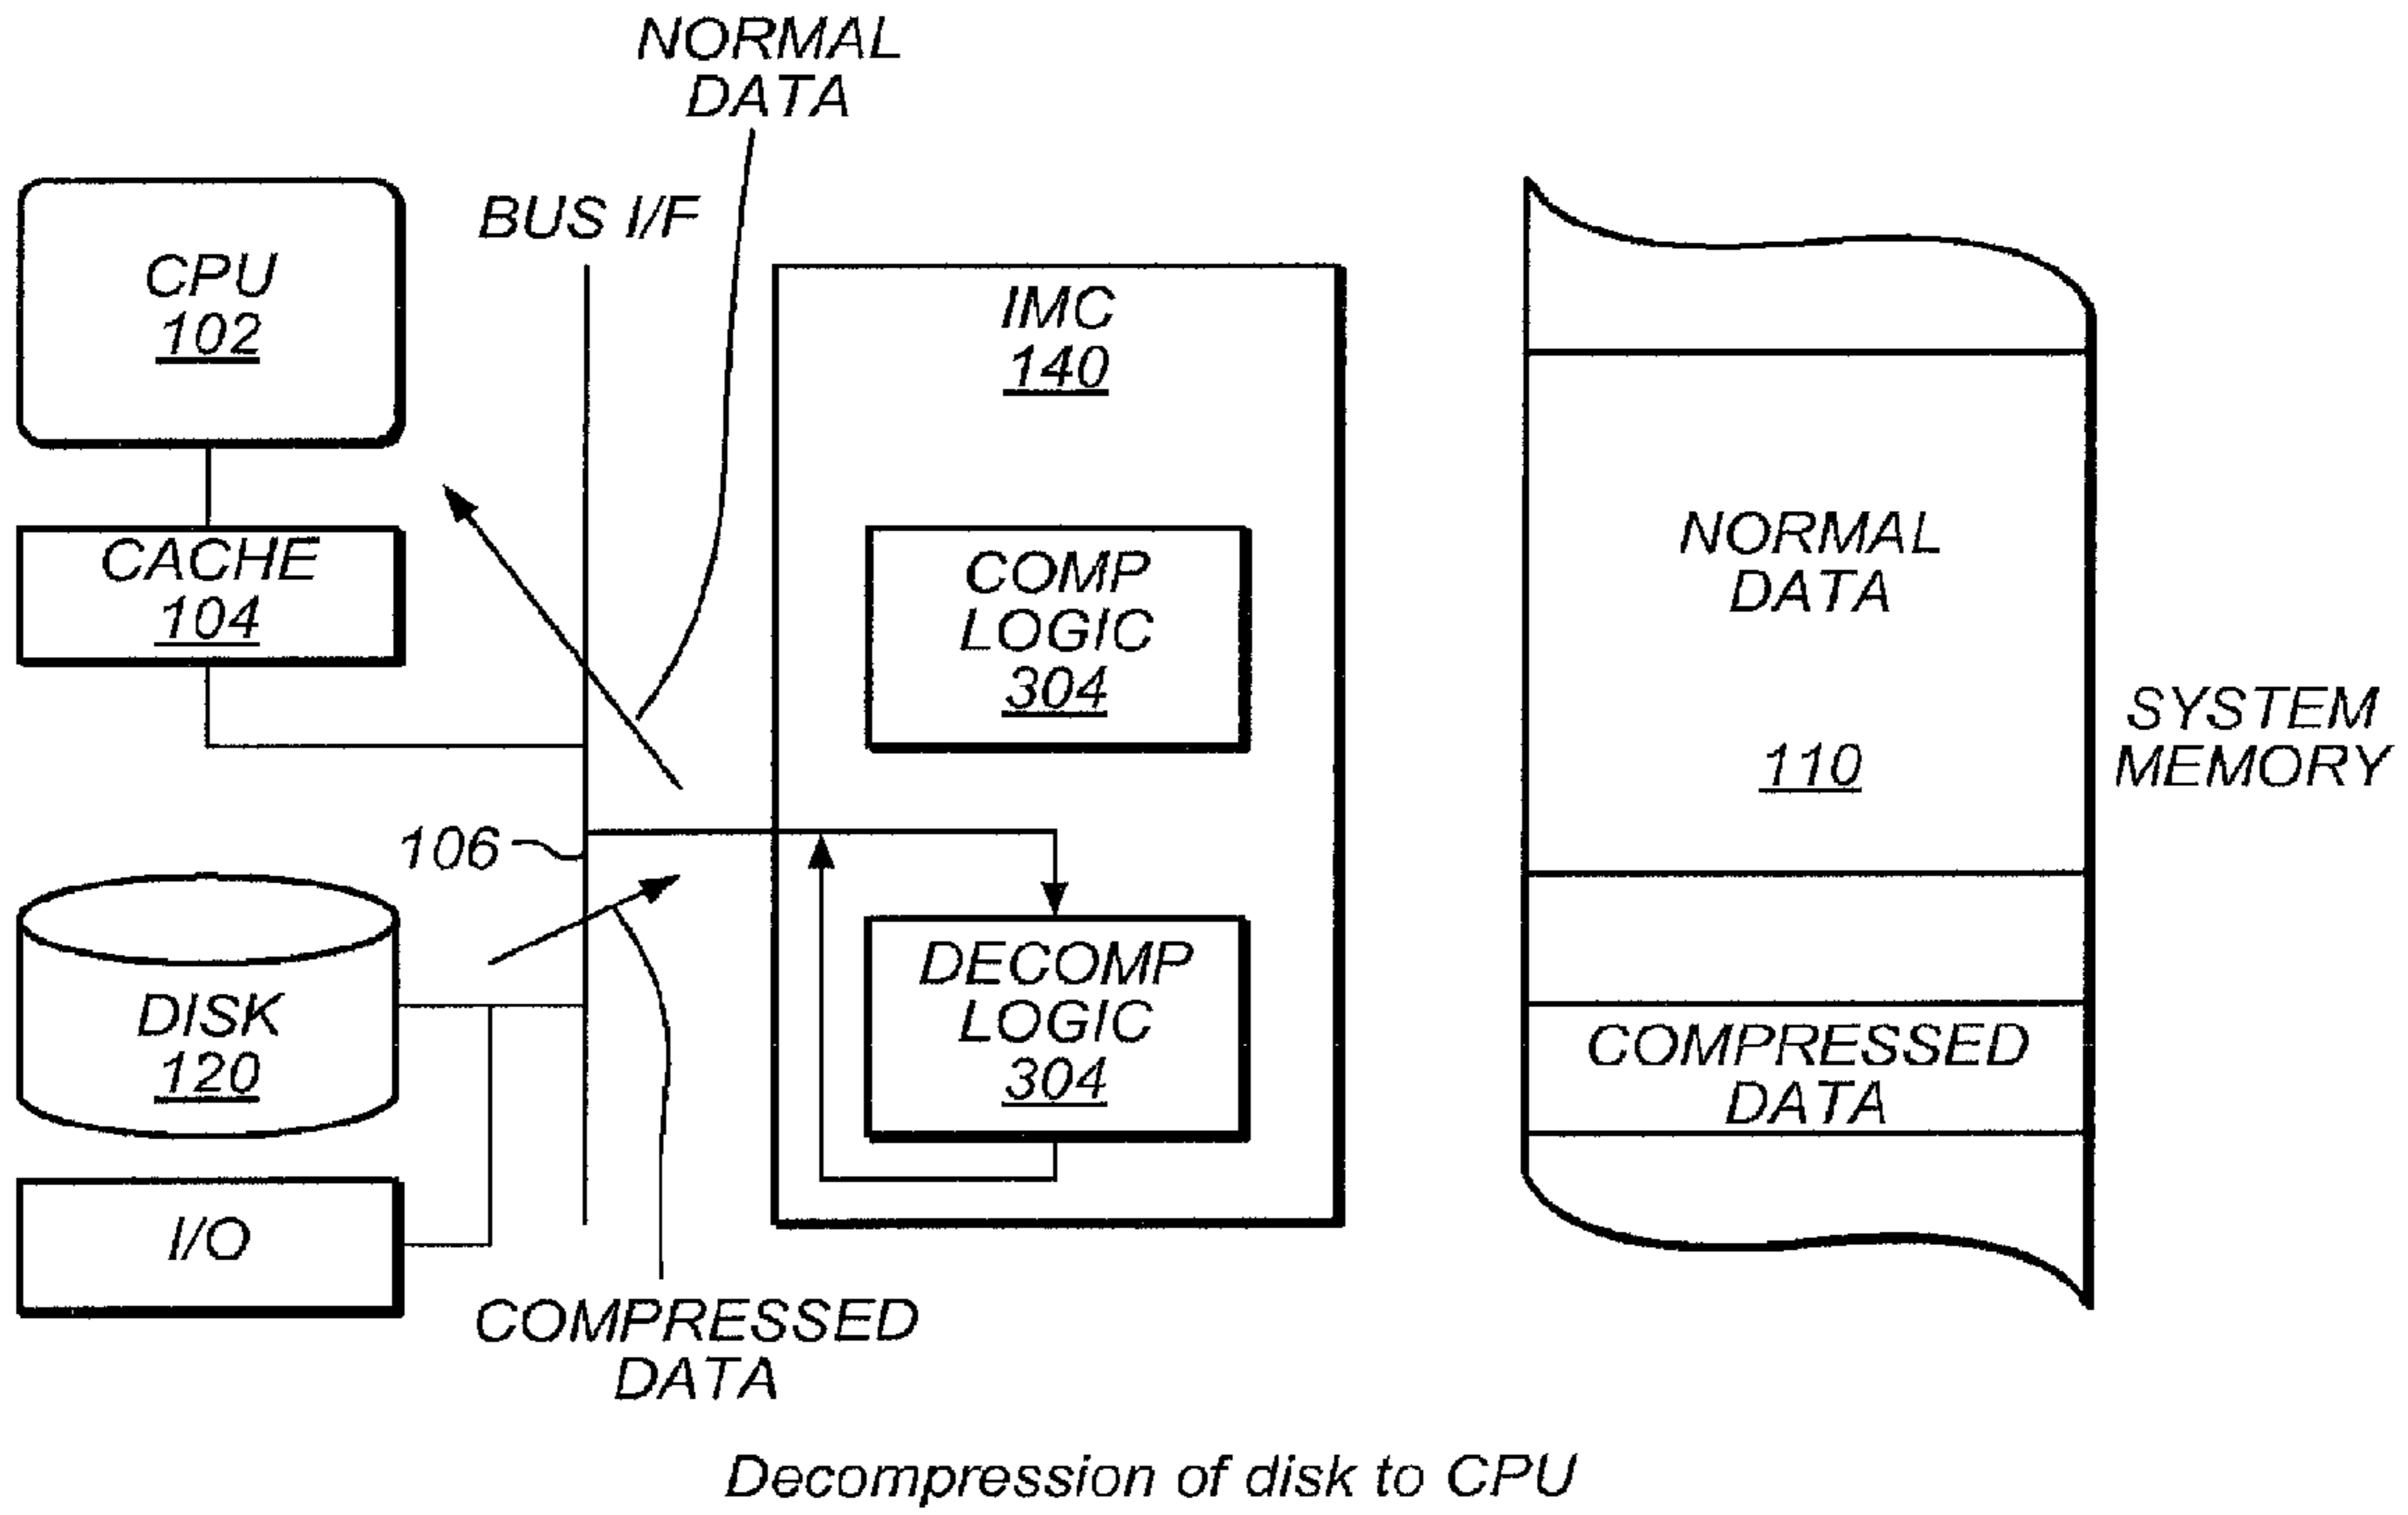 NORMAL
DATA
BUS I/F
CPU
102
CACHE
104
IMC
140
COMP
LOGIC
304
NORMAL
DATA
110
SYSTEM
MEMORY
106
DISK
120
DECOMP
LOGIC
304
COMPRESSED
DATA
I/O
COMPRESSED
DATA
Decompression of disk to CPU